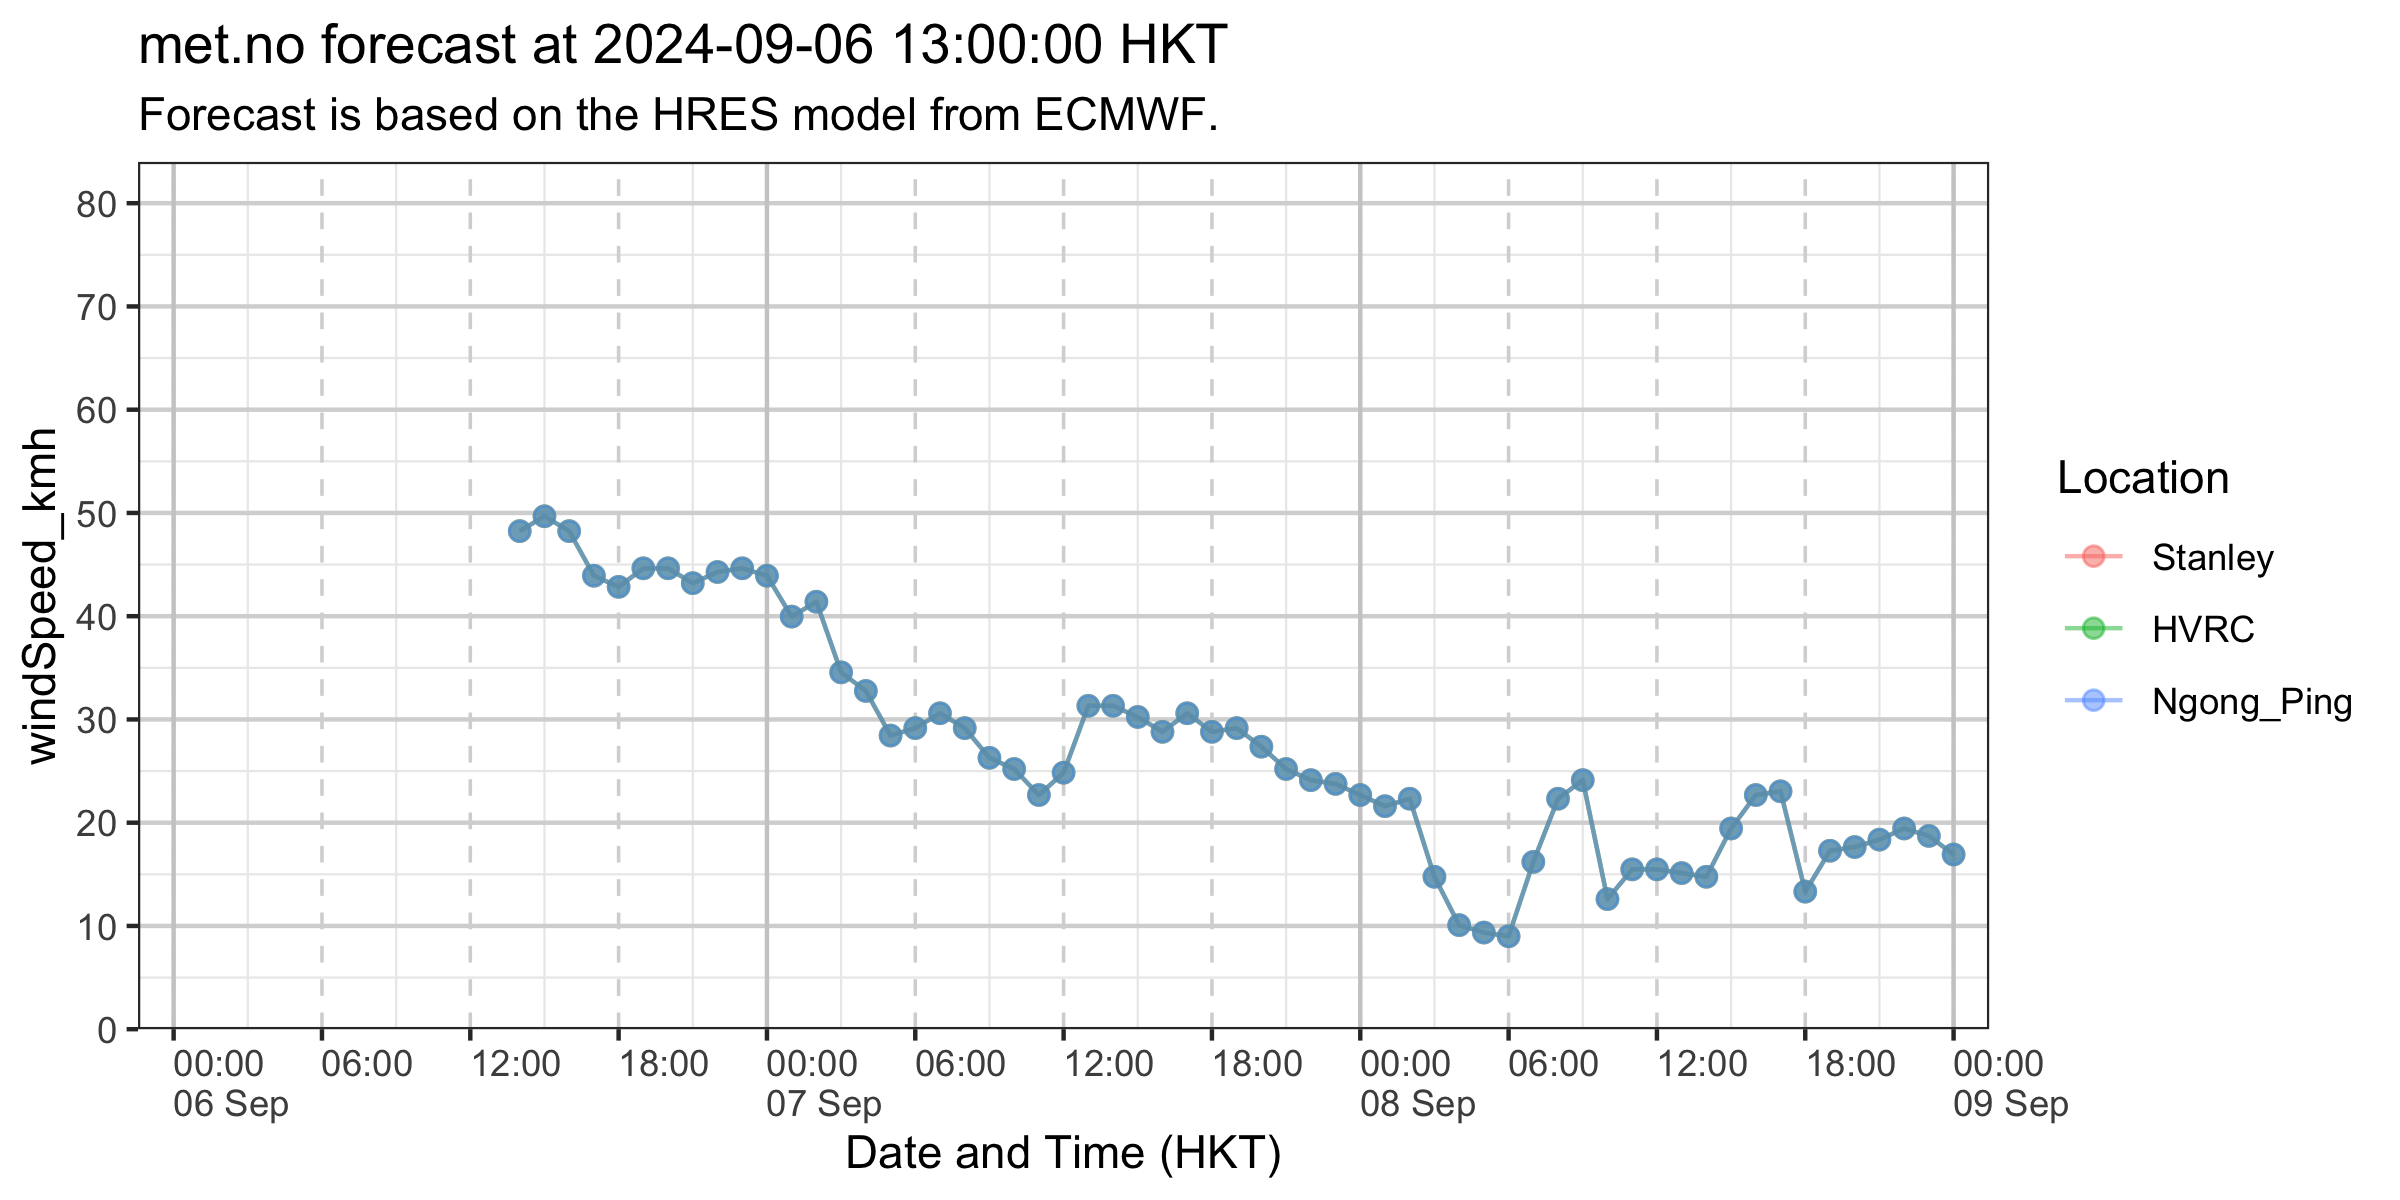 met.no forecast at 2024-09-06 13:00:00 HKT
Forecast is based on the HRES model from ECMWF.
windSpeed_kmh
80
70
60
50
40
30
20
10
0
00:00 06:00 12:00 18:00 00:00 06:00 12:00 18:00 00:00 06:00 12:00 18:00 00:00
06 Sep 07 Sep 08 Sep 09 Sep
Date and Time (HKT)
Location
Stanley
HVRC
Ngong_Ping